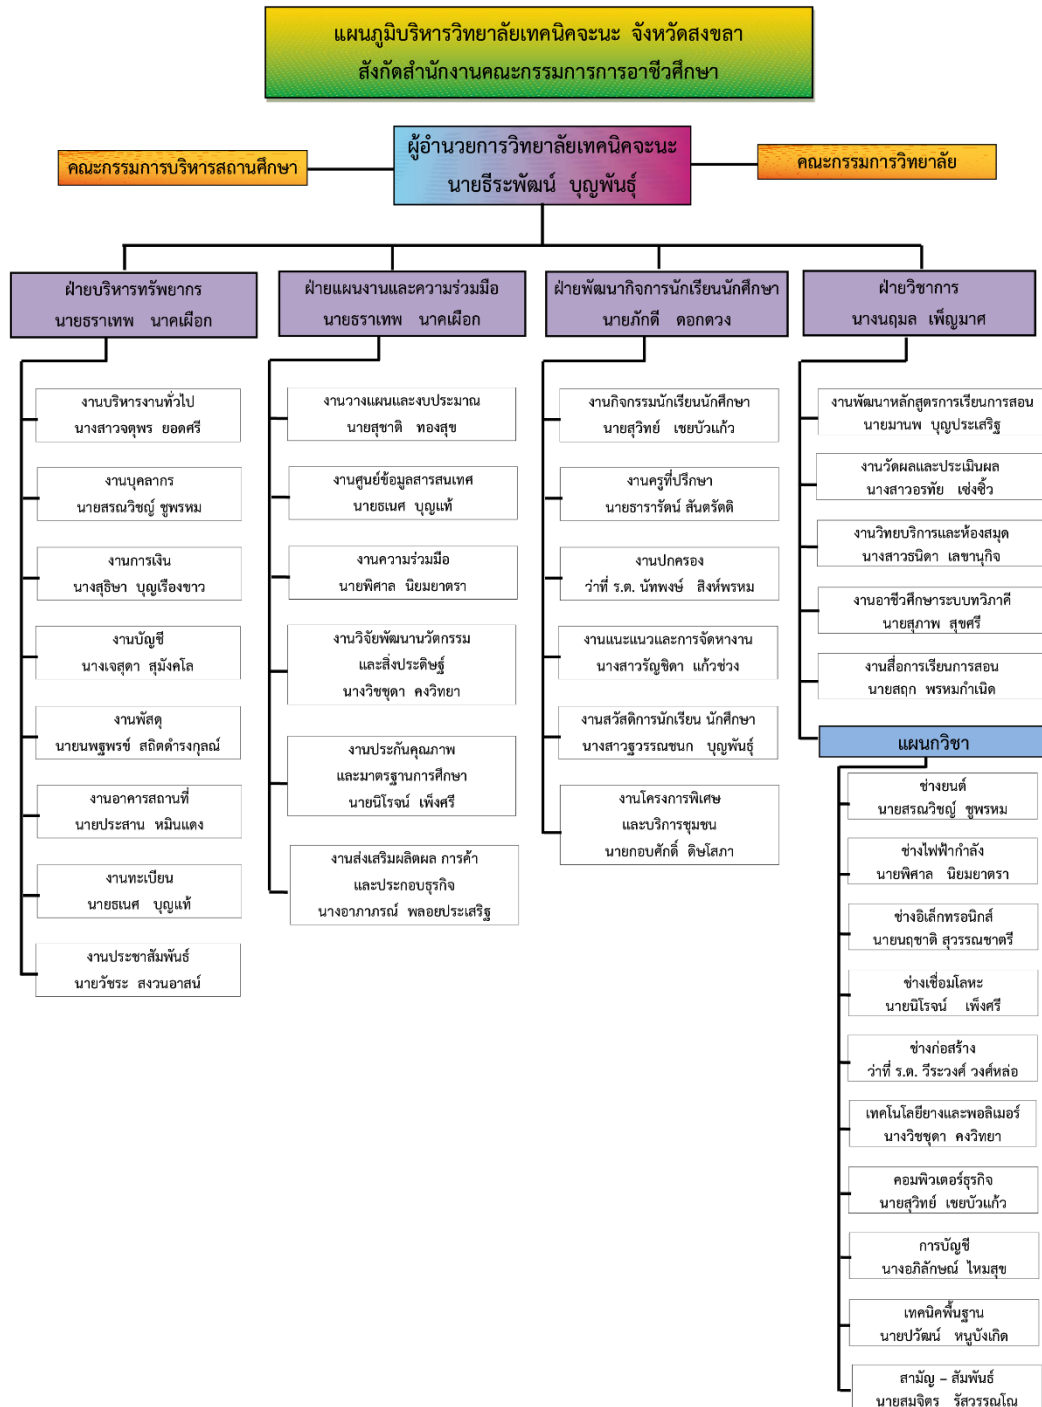 แผนภูมิบริหารวิทยาลัยเทคนิคจะนะ จังหวัดสงขลา
สังกัดสำนักงานคณะกรรมการการอาชีวศึกษา
ผู้อำนวยการวิทยาลัยเทคนิคจะนะ
นายธีระพัฒน์ บุญพันธุ์
คณะกรรมการบริหารสถานศึกษา
คณะกรรมการวิทยาลัย
ฝ่ายบริหารทรัพยากร
นายธราเทพ นาคเผือก
งานบริหารงานทั่วไป
นางสาวจตุพร ยอดศรี
งานบุคลากร
นายสรณวิชญ์ ชูพรหม
งานการเงิน
นางสุธิษา บุญเรืองขาว
งานบัญชี
นางเจสุดา สุมังคโล
งานพัสดุ
นายนพฐพรช์ สถิตดำรงกุลณ์
งานอาคารสถานที่
นายประสาน หมินแดง
งานทะเบียน
นายธเนศ บุญแท้
งานประชาสัมพันธ์
นายวัชระ สงวนอาสน์
ฝ่ายแผนงานและความร่วมมือ
นายธราเทพ นาคเผือก
งานวางแผนและงบประมาณ
นายสุชาติ ทองสุข
งานศูนย์ข้อมูลสารสนเทศ
นายธเนศ บุญแท้
งานความร่วมมือ
นายพิศาล นิยมยาตรา
งานวิจัยพัฒนานวัตกรรม
และสิ่งประดิษฐ์
นางวิชชุดา คงวิทยา
งานประกันคุณภาพ
และมาตรฐานการศึกษา
นายนิโรจน์ เพ็งศรี
งานส่งเสริมผลิตผล การค้า
และประกอบธุรกิจ
นางอาภาภรณ์ พลอยประเสริฐ
ฝ่ายพัฒนากิจการนักเรียนนักศึกษา
นายภักดี ดอกดวง
งานกิจกรรมนักเรียนนักศึกษา
นายสุวิทย์ เชยบัวแก้ว
งานครูที่ปรึกษา
นายธารารัตน์ สันตรัตติ
งานปกครอง
ว่าที่ ร.ต. นัทพงษ์ สิงห์พรหม
งานแนะแนวและการจัดหางาน
นางสาวรัญชิดา แก้วช่วง
งานสวัสดิการนักเรียน นักศึกษา
นางสาวฐวรรณชนก บุญพันธุ์
งานโครงการพิเศษ
และบริการชุมชน
นายกอบศักดิ์ ดิษโสภา
ฝ่ายวิชาการ
นางนฤมล เพ็ญมาศ
งานพัฒนาหลักสูตรการเรียนการสอน
นายมานพ บุญประเสริฐ
งานวัดผลและประเมินผล
นางสาวอรทัย เซ่งซิ้ว
งานวิทยบริการและห้องสมุด
นางสาวธนิดา เลขานุกิจ
งานอาชีวศึกษาระบบทวิภาคี
นายสุภาพ สุขศรี
งานสื่อการเรียนการสอน
นายสฤก พรหมกำเนิด
แผนกวิชา
ช่างยนต์
นายสรณวิชญ์ ชูพรหม
ช่างไฟฟ้ากำลัง
นายพิศาล นิยมยาตรา
ช่างอิเล็กทรอนิกส์
นายนฤชาติ สุวรรณชาตรี
ช่างเชื่อมโลหะ
นายนิโรจน์ เพ็งศรี
ช่างก่อสร้าง
ว่าที่ ร.ต. วีระวงศ์ วงศ์หล่อ
เทคโนโลยียางและพอลิเมอร์
นางวิชชุดา คงวิทยา
คอมพิวเตอร์ธุรกิจ
นายสุวิทย์ เชยบัวแก้ว
การบัญชี
นางอภิลักษณ์ ไหมสุข
เทคนิคพื้นฐาน
นายปวัฒน์ หนูบังเกิด
สามัญ – สัมพันธ์
นายสมจิตร รัสวรรณโณ